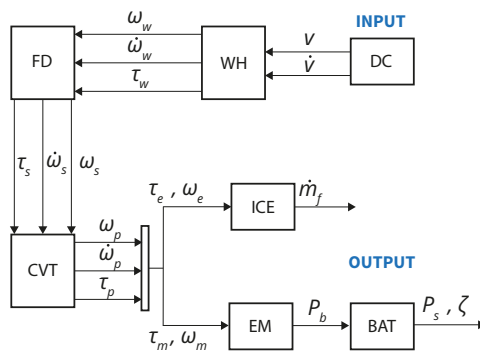 INPUT
ω_w
v
FD
ω̇_w
WH
DC
v̇
τ_w
τ_s ω̇_s ω_s
τ_e , ω_e
ṁ_f
ICE
ω_p
CVT
ω̇_p
τ_p
OUTPUT
τ_m, ω_m
EM
P_b
BAT
P_s , ζ